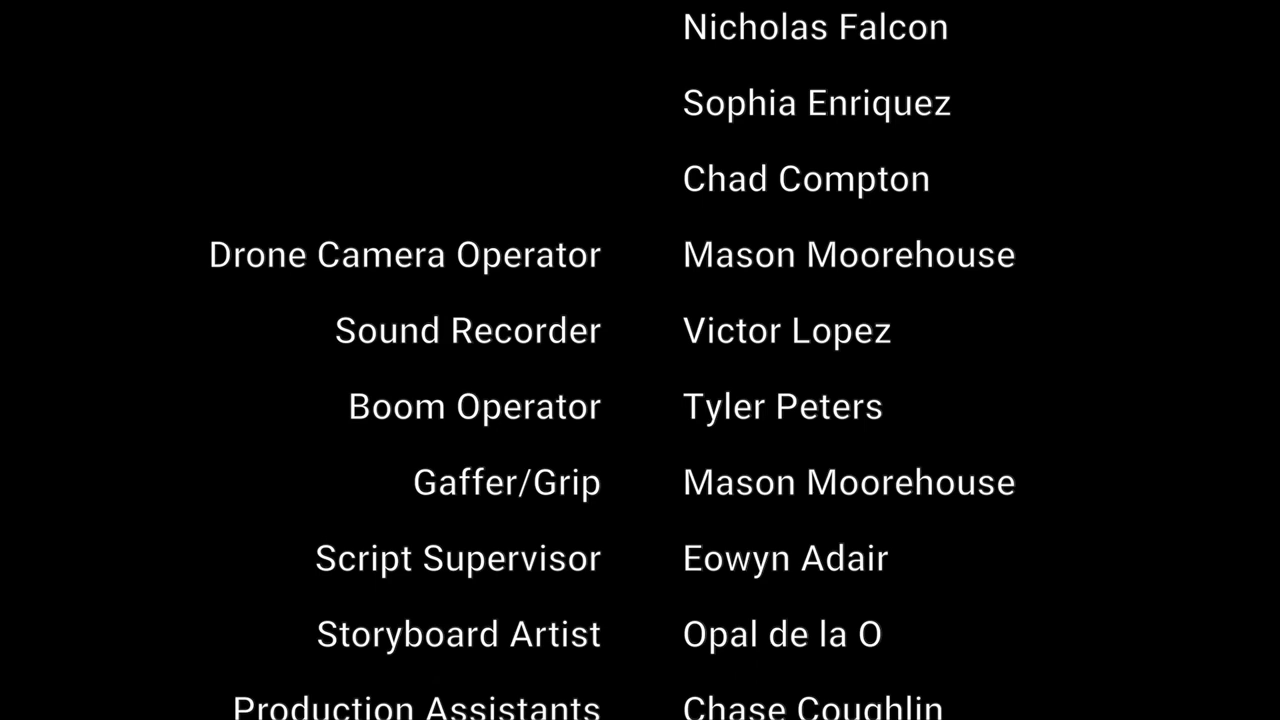 Nicholas Falcon
Sophia Enriquez
Chad Compton
Drone Camera Operator Mason Moorehouse
Sound Recorder Victor Lopez
Boom Operator Tyler Peters
Gaffer/Grip Mason Moorehouse
Script Supervisor Eowyn Adair
Storyboard Artist Opal de la O
Production Assistants Chase Coughlin